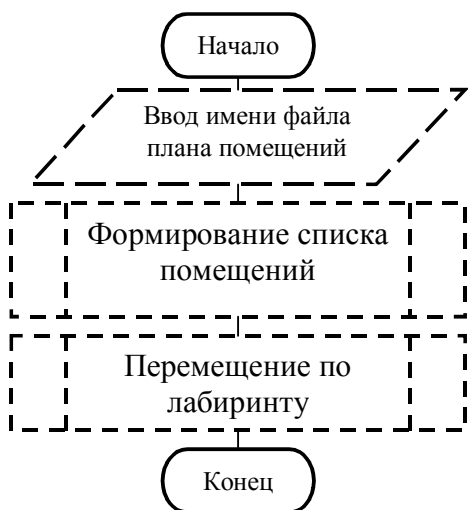 Начало
Ввод имени файла
плана помещений
Формирование списка
помещений
Перемещение по
лабиринту
Конец